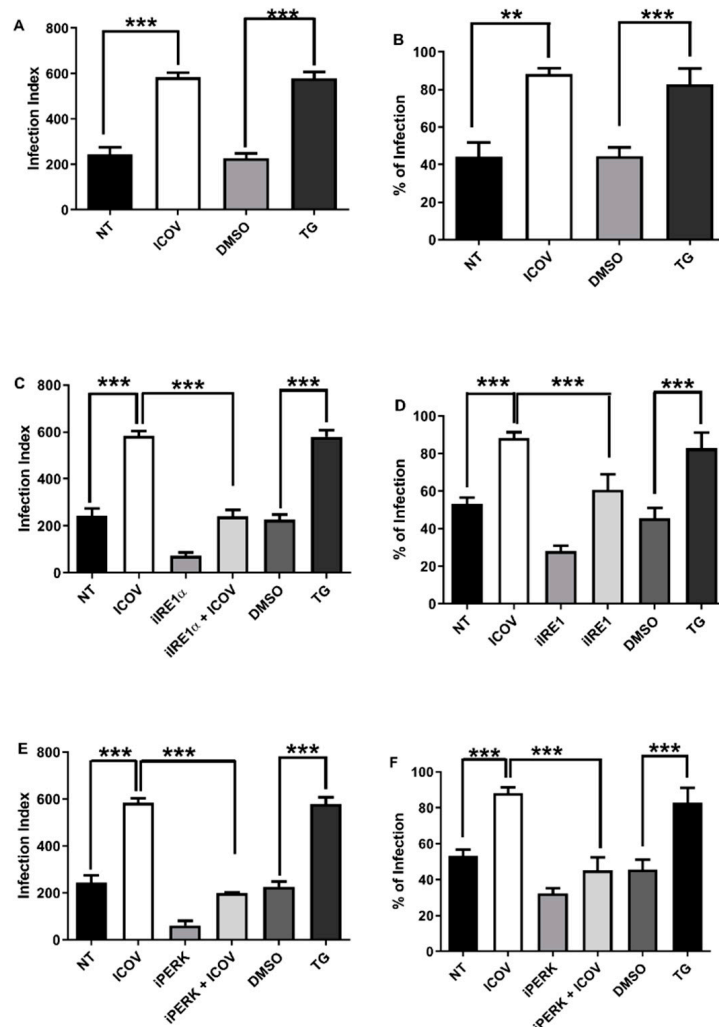 A
Infection Index
800
600
400
200
0
***
***
NT
ICOV
DMSO
TG
B
% of Infection
100
80
60
40
20
0
**
***
NT
ICOV
DMSO
TG
C
Infection Index
800
600
400
200
0
***
***
***
NT
ICOV
iIRE1α
iIRE1α + ICOV
DMSO
TG
D
% of Infection
100
80
60
40
20
0
***
***
***
NT
ICOV
iIRE1
iIRE1
DMSO
TG
E
Infection Index
800
600
400
200
0
***
***
***
NT
ICOV
iPERK
iPERK + ICOV
DMSO
TG
F
% of Infection
100
80
60
40
20
0
***
***
***
NT
ICOV
iPERK
iPERK + ICOV
DMSO
TG